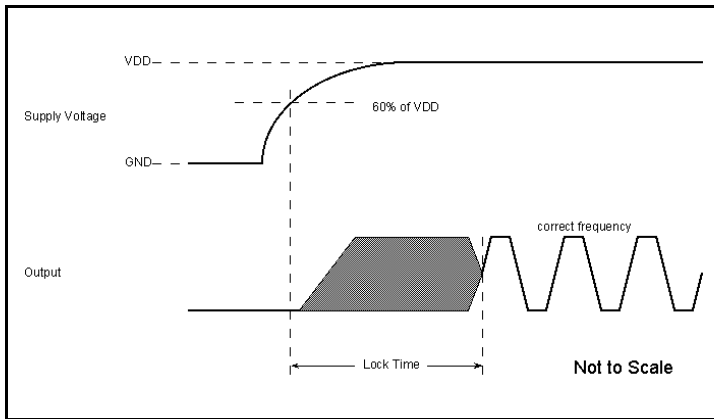 VDD
60% of VDD
Supply Voltage
GND
correct frequency
Output
Lock Time
Not to Scale